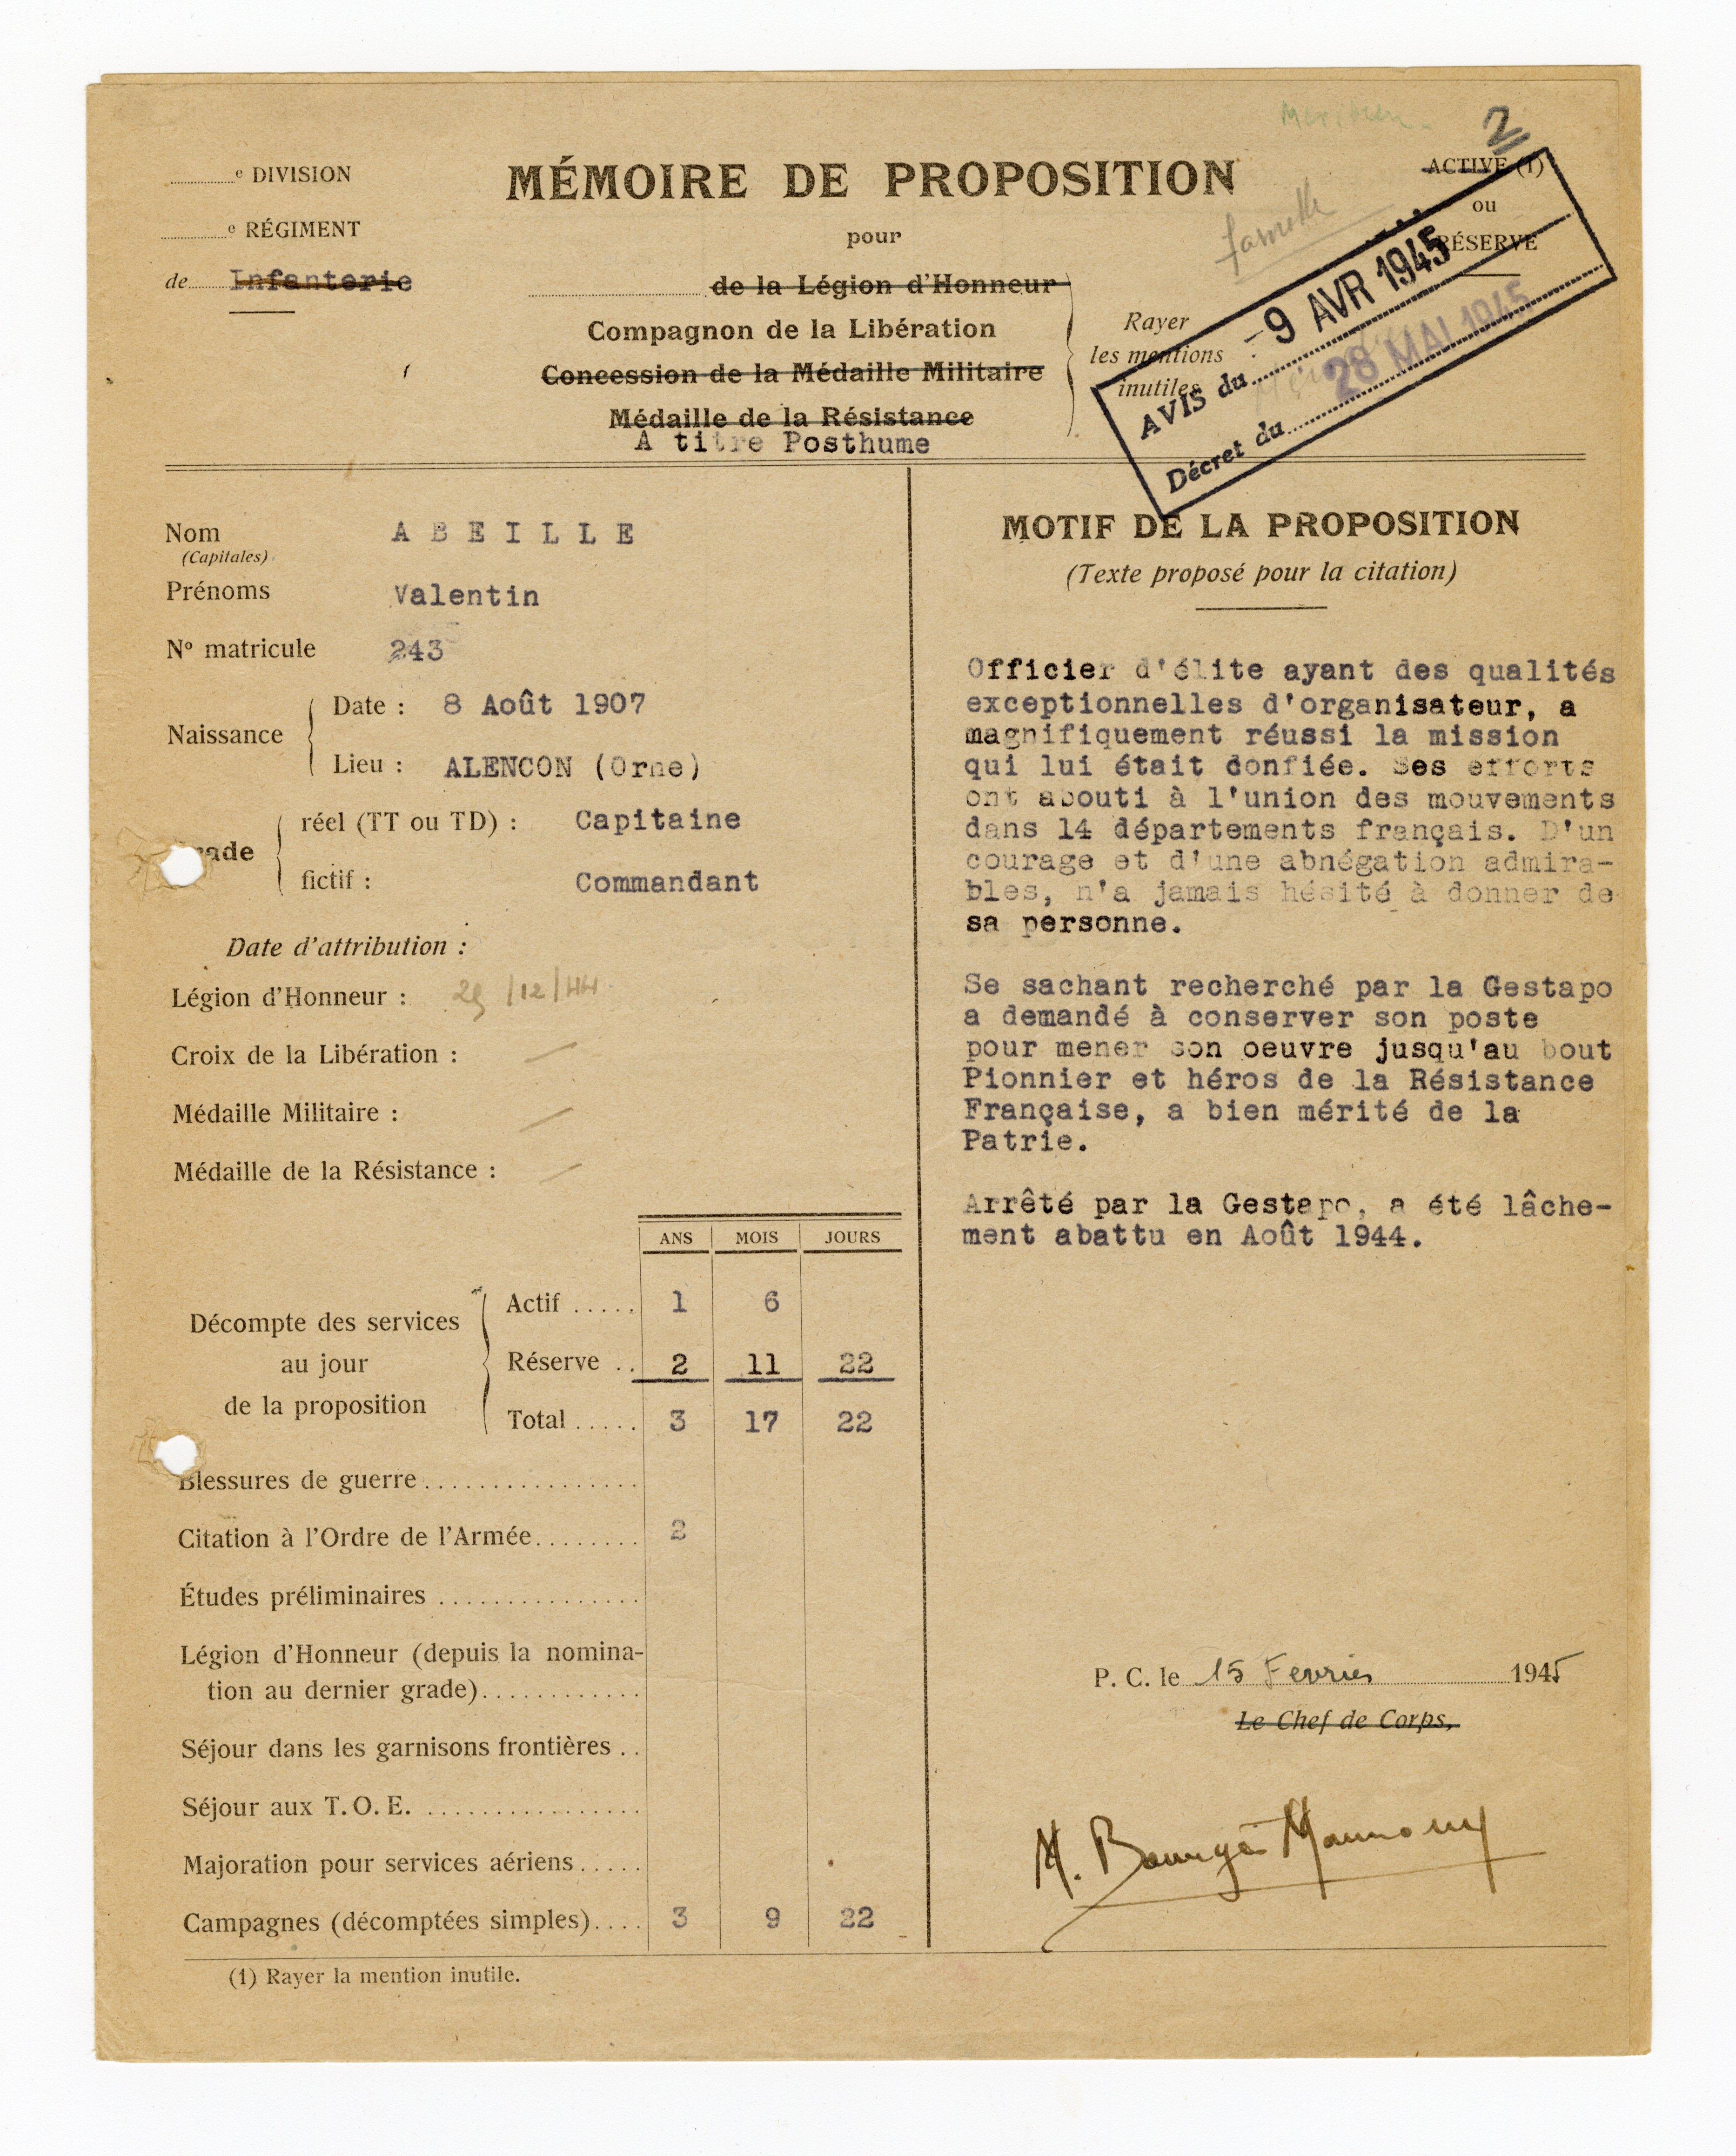 Meridien.
2
e DIVISION
MÉMOIRE DE PROPOSITION
ACTIVE (1)
ou
RÉSERVE
e RÉGIMENT
pour
famille
de Infanterie
de la Légion d'Honneur
Compagnon de la Libération
Concession de la Médaille Militaire
Médaille de la Résistance
A titre Posthume
Rayer
les mentions
inutiles
AVIS du - 9 AVR 1945
Décret du 28 MAI 1945
Nom
(Capitales)
ABEILLE
Prénoms Valentin
No matricule 243
Naissance
Date : 8 Août 1907
Lieu : ALENCON (Orne)
rade
réel (TT ou TD) : Capitaine
fictif : Commandant
Date d'attribution :
Légion d'Honneur : 29/12/44
Croix de la Libération : /
Médaille Militaire : /
Médaille de la Résistance : /
ANS MOIS JOURS
Décompte des services
au jour
de la proposition
Actif ..... 1 6
Réserve .. 2 11 22
Total ..... 3 17 22
Blessures de guerre
Citation à l'Ordre de l'Armée 2
Études préliminaires
Légion d'Honneur (depuis la nomina-
tion au dernier grade)
Séjour dans les garnisons frontières ..
Séjour aux T. O. E.
Majoration pour services aériens
Campagnes (décomptées simples) 3 9 22
(1) Rayer la mention inutile.
MOTIF DE LA PROPOSITION
(Texte proposé pour la citation)
Officier d'élite ayant des qualités
exceptionnelles d'organisateur, a
magnifiquement réussi la mission
qui lui était donfiée. Ses efforts
ont abouti à l'union des mouvements
dans 14 départements français. D'un
courage et d'une abnégation admira-
bles, n'a jamais hésité à donner de
sa personne.
Se sachant recherché par la Gestapo
a demandé à conserver son poste
pour mener son oeuvre jusqu'au bout
Pionnier et héros de la Résistance
Française, a bien mérité de la
Patrie.
Arrêté par la Gestapo, a été lâche-
ment abattu en Août 1944.
P. C. le 15 Fevrier 1945
Le Chef de Corps,
M. Bourgès Maunoury